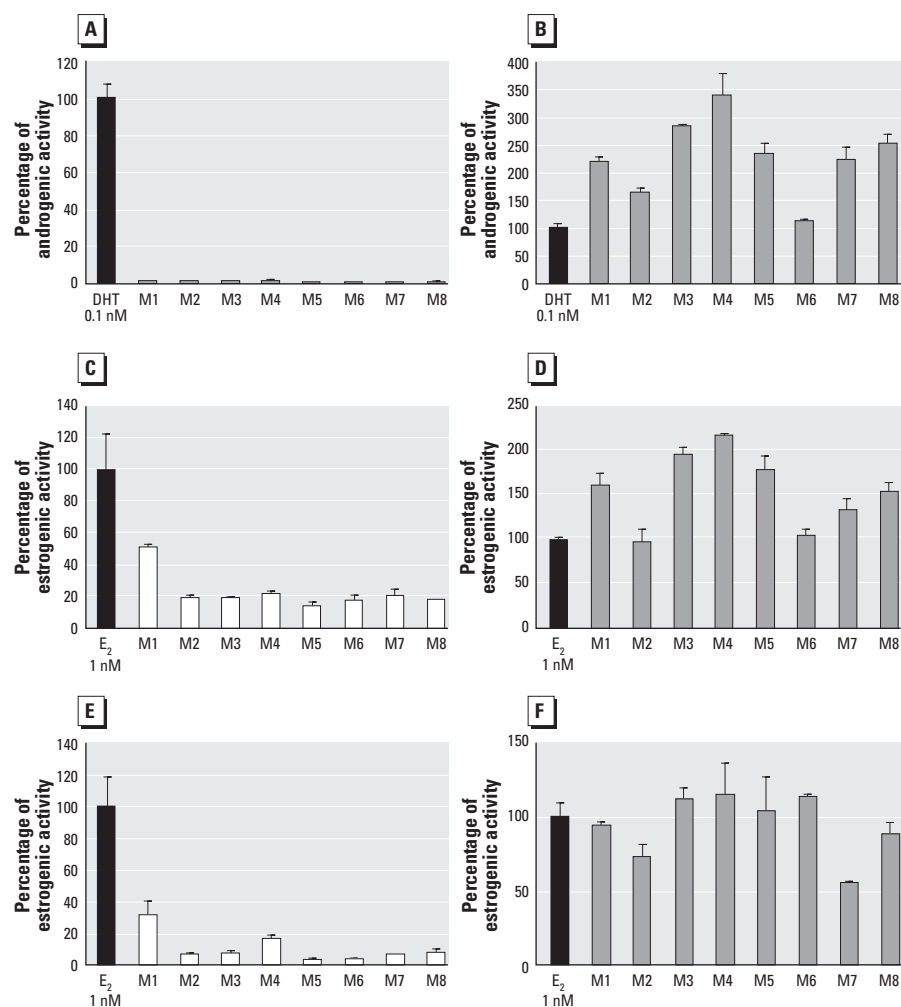 A
Percentage of
androgenic activity
120
100
80
60
40
20
0
DHT M1 M2 M3 M4 M5 M6 M7 M8
0.1 nM
B
Percentage of
androgenic activity
400
350
300
250
200
150
100
50
0
DHT M1 M2 M3 M4 M5 M6 M7 M8
0.1 nM
C
Percentage of
estrogenic activity
140
120
100
80
60
40
20
0
E₂ M1 M2 M3 M4 M5 M6 M7 M8
1 nM
D
Percentage of
estrogenic activity
250
200
150
100
50
0
E₂ M1 M2 M3 M4 M5 M6 M7 M8
1 nM
E
Percentage of
estrogenic activity
140
120
100
80
60
40
20
0
E₂ M1 M2 M3 M4 M5 M6 M7 M8
1 nM
F
Percentage of
estrogenic activity
150
100
50
0
E₂ M1 M2 M3 M4 M5 M6 M7 M8
1 nM